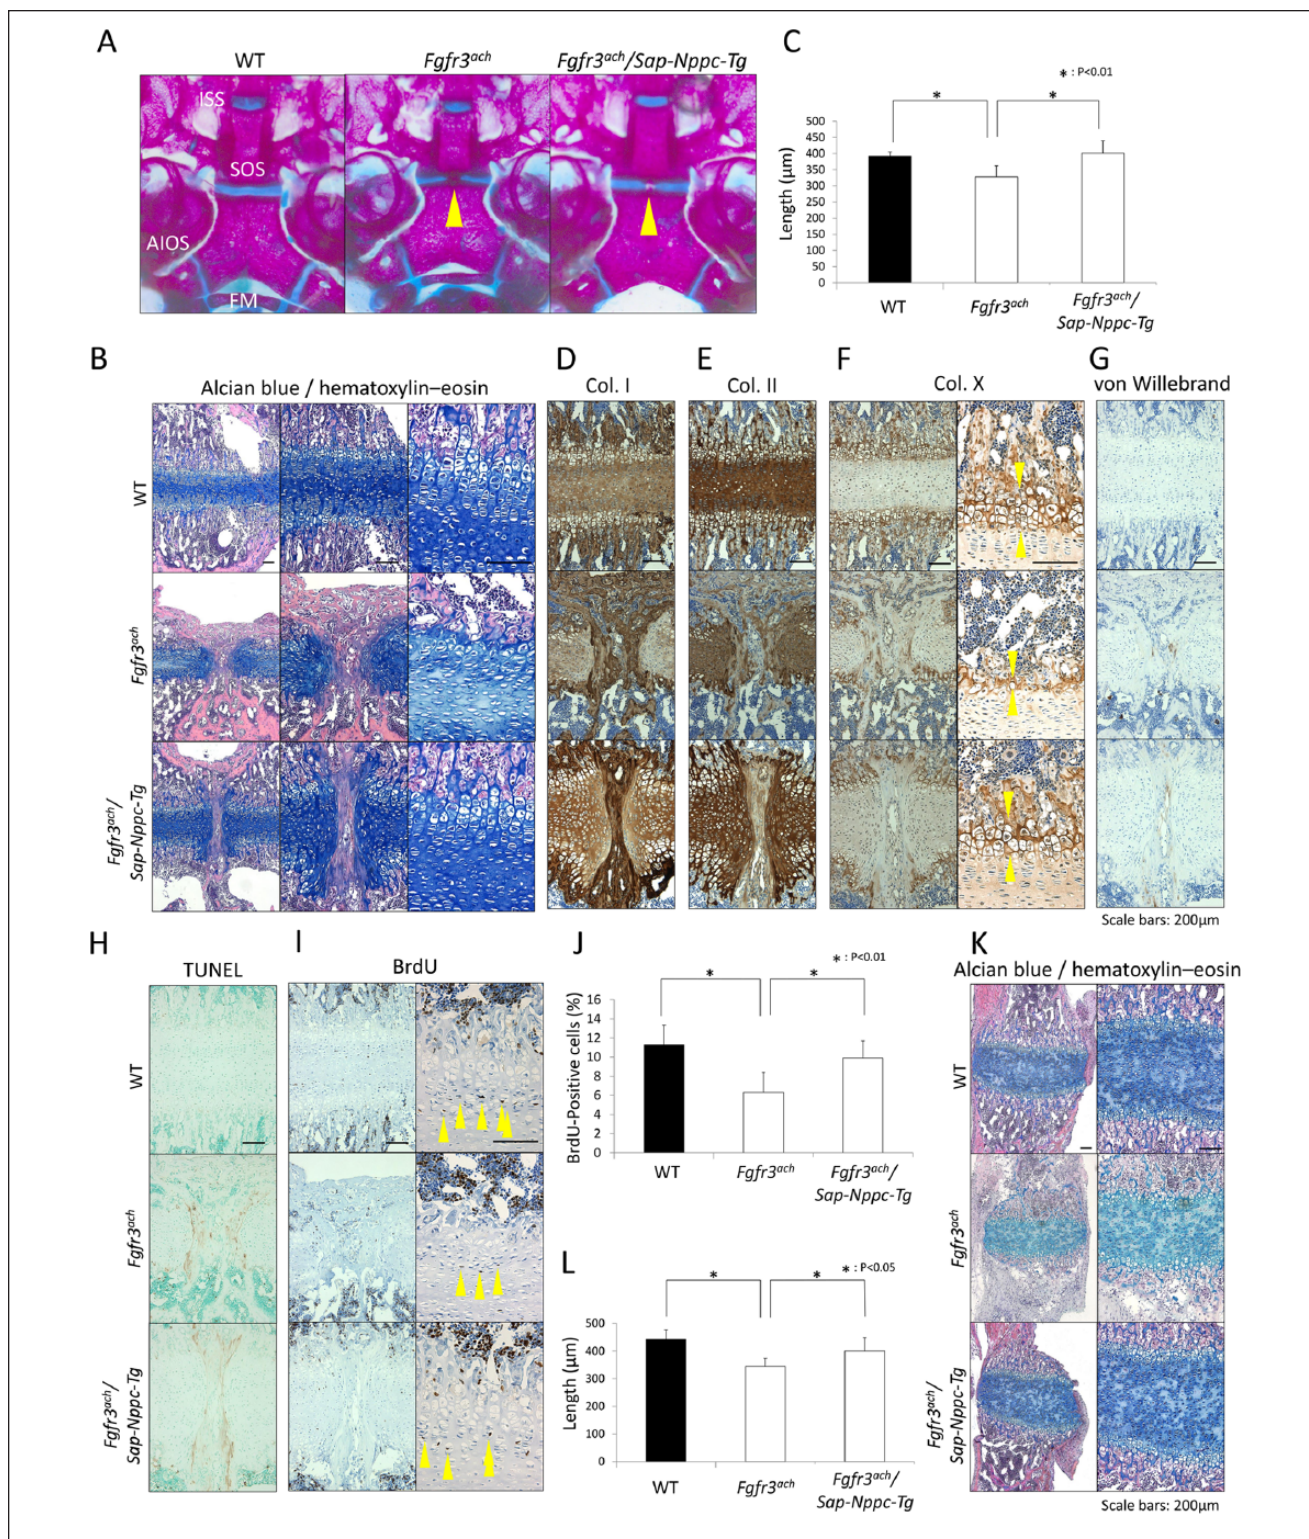 A
WT
Fgfr3ach
Fgfr3ach/Sap-Nppc-Tg
ISS
SOS
AIOS
FM
C
* : P<0.01
*
*
Length (µm)
500
450
400
350
300
250
200
150
100
50
0
WT
Fgfr3ach
Fgfr3ach/
Sap-Nppc-Tg
B
Alcian blue / hematoxylin–eosin
WT
Fgfr3ach
Fgfr3ach/
Sap-Nppc-Tg
D
Col. I
E
Col. II
F
Col. X
G
von Willebrand
Scale bars: 200µm
H
TUNEL
WT
Fgfr3ach
Fgfr3ach/
Sap-Nppc-Tg
I
BrdU
J
* : P<0.01
*
*
BrdU-Positive cells (%)
16
14
12
10
8
6
4
2
0
WT
Fgfr3ach
Fgfr3ach/
Sap-Nppc-Tg
L
* : P<0.05
*
*
Length (µm)
500
400
300
200
100
0
WT
Fgfr3ach
Fgfr3ach/
Sap-Nppc-Tg
K
Alcian blue / hematoxylin–eosin
WT
Fgfr3ach
Fgfr3ach/
Sap-Nppc-Tg
Scale bars: 200µm